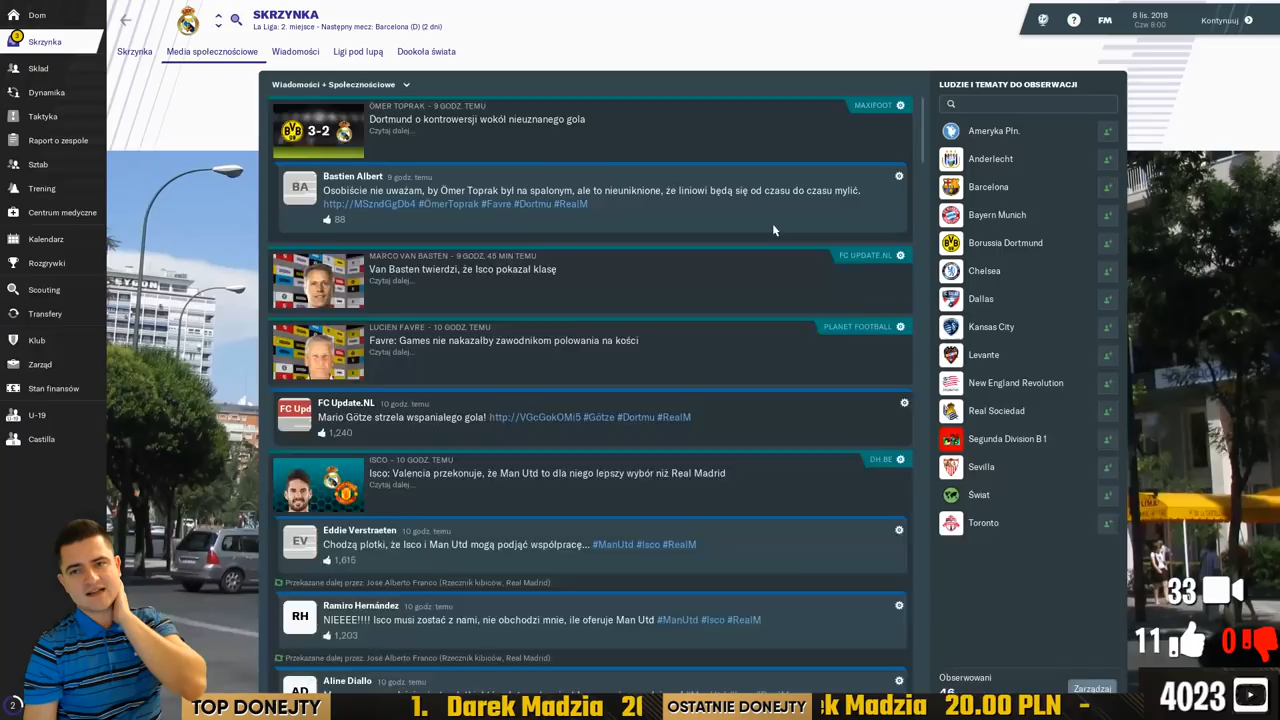 Dom
3
Skrzynka
Skład
Dynamika
Taktyka
Raport o zespole
Sztab
Trening
Centrum medyczne
Kalendarz
Rozgrywki
Scouting
Transfery
Klub
Zarząd
Stan finansów
U-19
Castilla
2
SKRZYNKA
La Liga: 2. miejsce - Następny mecz: Barcelona (D) (2 dni)
? FM
8 lis. 2018
Czw 8:00
Kontynuuj
Skrzynka Media społecznościowe Wiadomości Ligi pod lupą Dookoła świata
Wiadomości + Społecznościowe
ÖMER TOPRAK - 9 GODZ. TEMU
MAXIFOOT
3-2
Dortmund o kontrowersji wokół nieuznanego gola
Czytaj dalej...
BA
Bastien Albert 9 godz. temu
Osobiście nie uważam, by Ömer Toprak był na spalonym, ale to nieuniknione, że liniowi będą się od czasu do czasu mylić.
http://MSzndGgDb4 #ÖmerToprak #Favre #Dortmu #RealM
88
MARCO VAN BASTEN - 9 GODZ. 45 MIN TEMU
FC UPDATE.NL
Van Basten twierdzi, że Isco pokazał klasę
Czytaj dalej...
LUCIEN FAVRE - 10 GODZ. TEMU
PLANET FOOTBALL
Favre: Games nie nakazałby zawodnikom polowania na kości
Czytaj dalej...
FC Upd
FC Update.NL 10 godz. temu
Mario Götze strzela wspaniałego gola! http://VGcGokOMi5 #Götze #Dortmu #RealM
1,240
ISCO - 10 GODZ. TEMU
DH.BE
Isco: Valencia przekonuje, że Man Utd to dla niego lepszy wybór niż Real Madrid
Czytaj dalej...
EV
Eddie Verstraeten 10 godz. temu
Chodzą plotki, że Isco i Man Utd mogą podjąć współpracę... #ManUtd #Isco #RealM
1,615
Przekazane dalej przez: José Alberto Franco (Rzecznik kibiców, Real Madrid)
RH
Ramiro Hernández 10 godz. temu
NIEEEE!!!! Isco musi zostać z nami, nie obchodzi mnie, ile oferuje Man Utd #ManUtd #Isco #RealM
1,203
Przekazane dalej przez: José Alberto Franco (Rzecznik kibiców, Real Madrid)
AD
Aline Diallo 10 godz. temu
LUDZIE I TEMATY DO OBSERWACJI
Ameryka Płn.
Anderlecht
Barcelona
Bayern Munich
Borussia Dortmund
Chelsea
Dallas
Kansas City
Levante
New England Revolution
Real Sociedad
Segunda División B1
Sevilla
Świat
Toronto
Obserwowani
Zarządzaj
33
11 0
4023
TOP DONEJTY
1. Darek Madzia
OSTATNIE DONEJTY
ek Madzia 20.00 PLN -